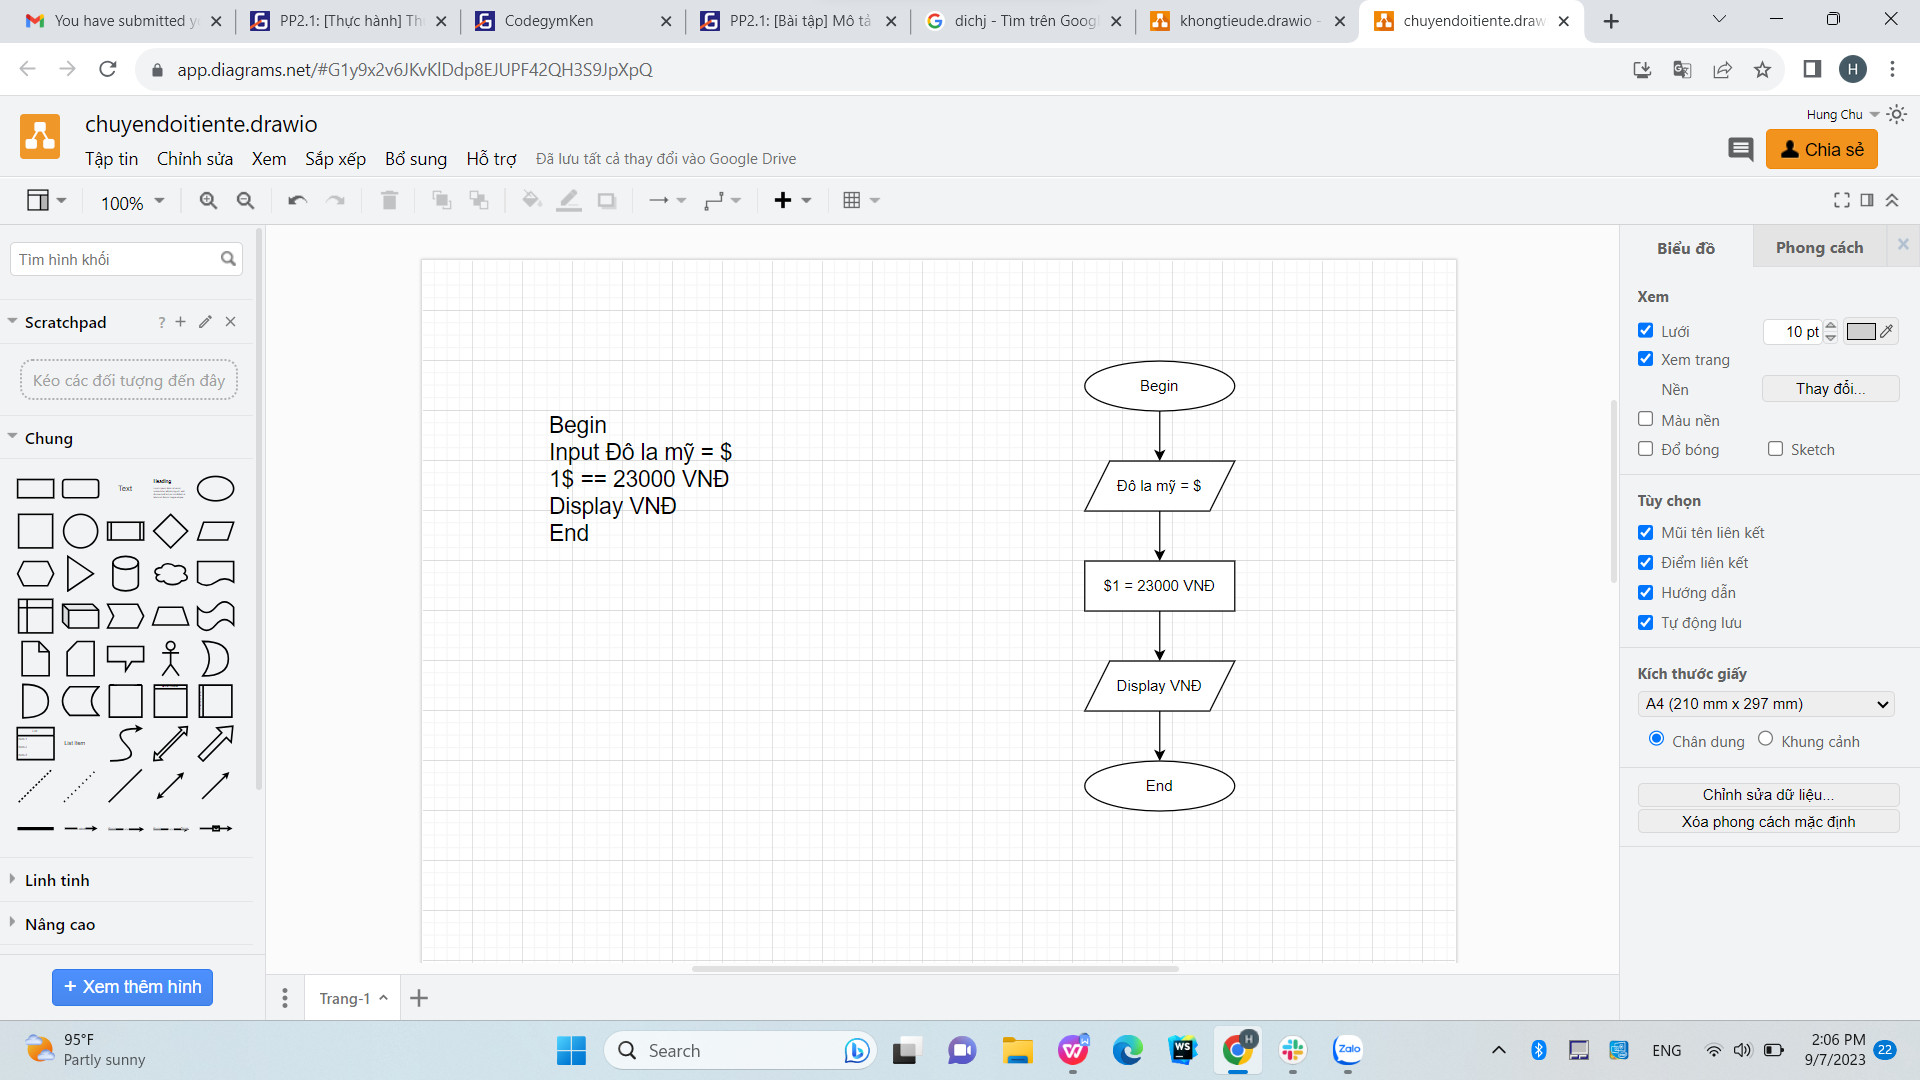 You have submitted y
PP2.1: [Thực hành] Th
CodegymKen
PP2.1: [Bài tập] Mô tả
dichj - Tìm trên Googl
khongtieude.drawio -
chuyendoitiente.draw
app.diagrams.net/#G1y9x2v6JKvKlDdp8EJUPF42QH3S9JpXpQ
H
chuyendoitiente.drawio
Hung Chu
Tập tin Chỉnh sửa Xem Sắp xếp Bổ sung Hỗ trợ Đã lưu tất cả thay đổi vào Google Drive
Chia sẻ
100%
Tìm hình khối
Scratchpad
?
Kéo các đối tượng đến đây
Chung
Text
Heading
List Item
Linh tinh
Nâng cao
+ Xem thêm hình
Begin
Input Đô la mỹ = $
1$ == 23000 VNĐ
Display VNĐ
End
Begin
Đô la mỹ = $
$1 = 23000 VNĐ
Display VNĐ
End
Trang-1
Biểu đồ
Phong cách
Xem
Lưới
10 pt
Xem trang
Nền
Thay đổi...
Màu nền
Đổ bóng
Sketch
Tùy chọn
Mũi tên liên kết
Điểm liên kết
Hướng dẫn
Tự động lưu
Kích thước giấy
A4 (210 mm x 297 mm)
Chân dung
Khung cảnh
Chỉnh sửa dữ liệu...
Xóa phong cách mặc định
95°F
Partly sunny
Search
WS
H
Zalo
ENG
2:06 PM
9/7/2023
22